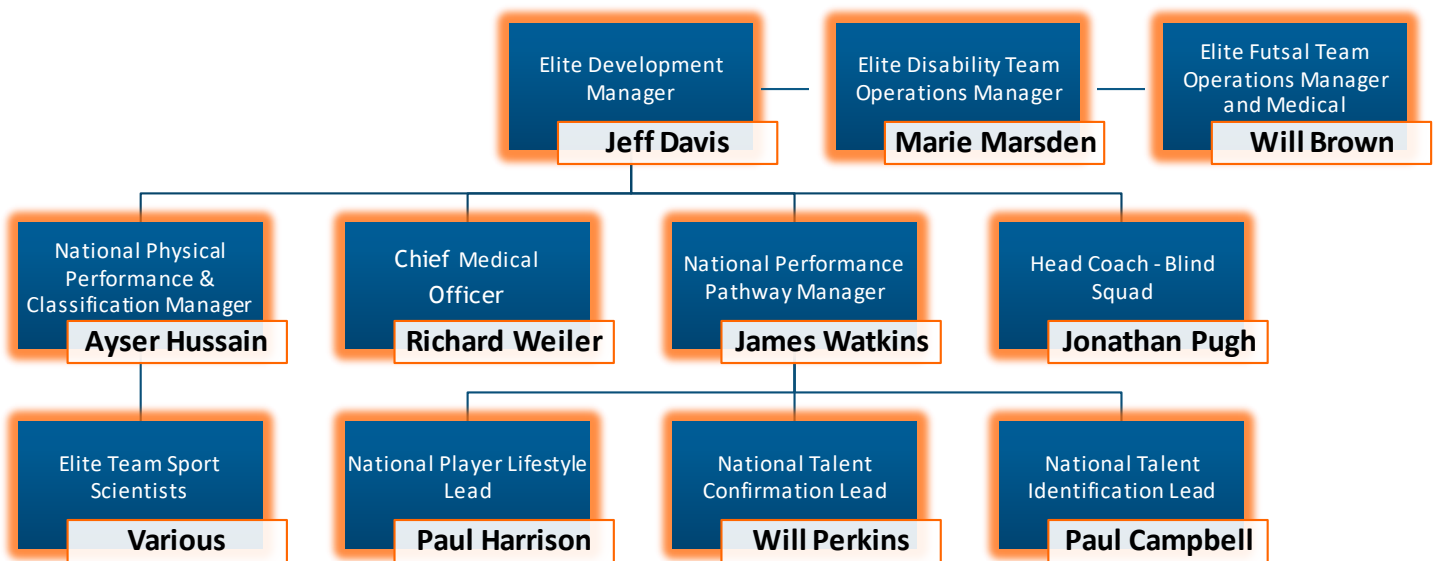 Elite Development
Manager
Jeff Davis
Elite Disability Team
Operations Manager
Marie Marsden
Elite Futsal Team
Operations Manager
and Medical
Will Brown
National Physical
Performance &
Classification Manager
Ayser Hussain
Chief Medical
Officer
Richard Weiler
National Performance
Pathway Manager
James Watkins
Head Coach - Blind
Squad
Jonathan Pugh
Elite Team Sport
Scientists
Various
National Player Lifestyle
Lead
Paul Harrison
National Talent
Confirmation Lead
Will Perkins
National Talent
Identification Lead
Paul Campbell